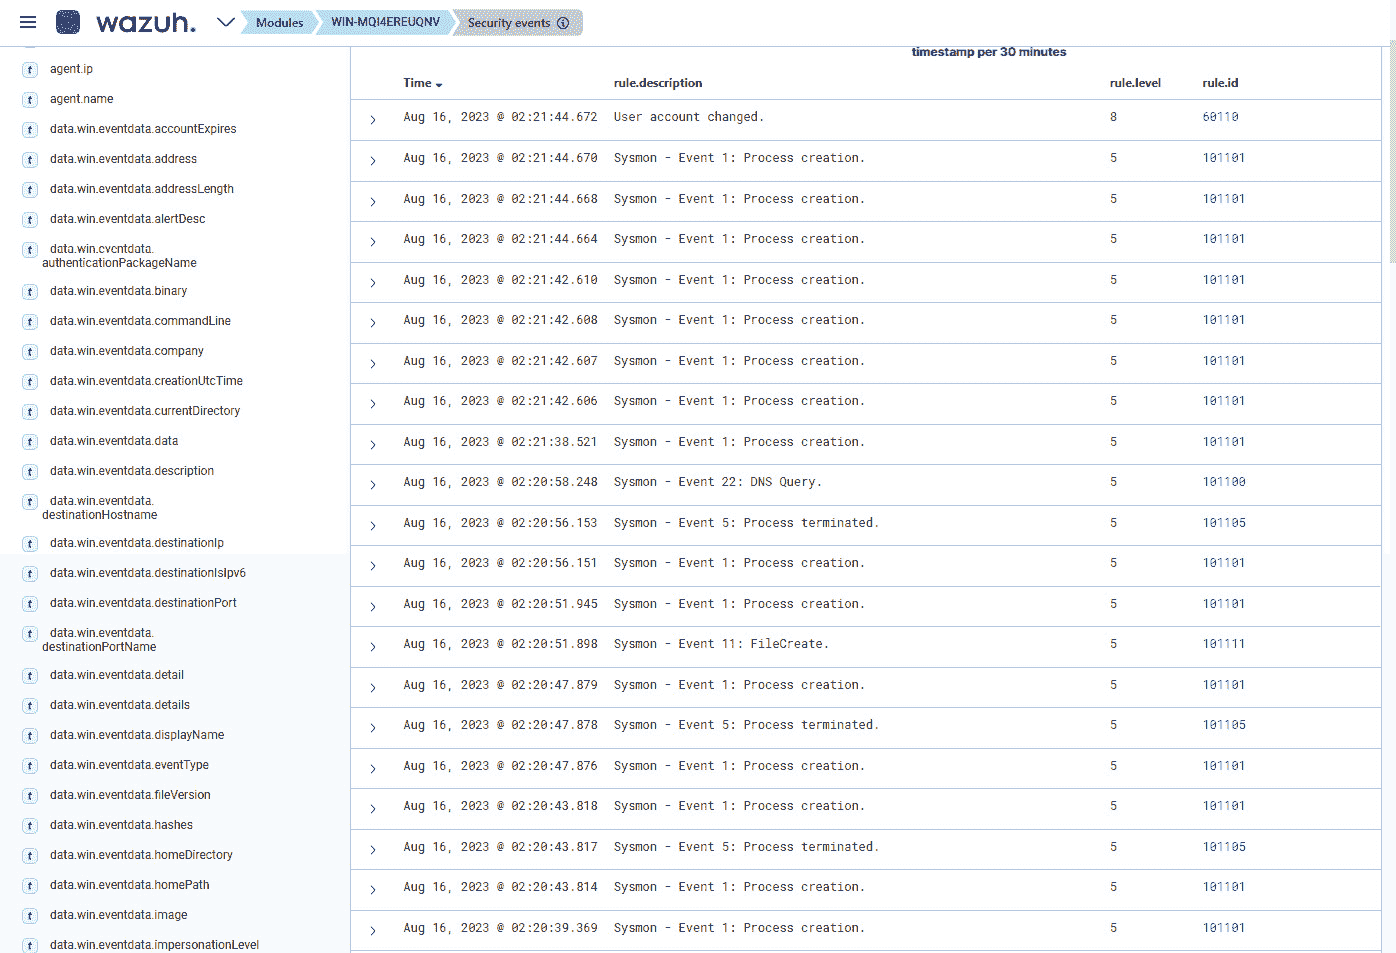 wazuh.
Modules
WIN-MQI4EREUQNV
Security events
timestamp per 30 minutes
t agent.ip
t agent.name
t data.win.eventdata.accountExpires
t data.win.eventdata.address
t data.win.eventdata.addressLength
t data.win.eventdata.alertDesc
t data.win.eventdata.
authenticationPackageName
t data.win.eventdata.binary
t data.win.eventdata.commandLine
t data.win.eventdata.company
t data.win.eventdata.creationUtcTime
t data.win.eventdata.currentDirectory
t data.win.eventdata.data
t data.win.eventdata.description
t data.win.eventdata.
destinationHostname
t data.win.eventdata.destinationIp
t data.win.eventdata.destinationIsIpv6
t data.win.eventdata.destinationPort
t data.win.eventdata.
destinationPortName
t data.win.eventdata.detail
t data.win.eventdata.details
t data.win.eventdata.displayName
t data.win.eventdata.eventType
t data.win.eventdata.fileVersion
t data.win.eventdata.hashes
t data.win.eventdata.homeDirectory
t data.win.eventdata.homePath
t data.win.eventdata.image
t data.win.eventdata.impersonationLevel
Time rule.description rule.level rule.id
Aug 16, 2023 @ 02:21:44.672 User account changed. 8 60110
Aug 16, 2023 @ 02:21:44.670 Sysmon - Event 1: Process creation. 5 101101
Aug 16, 2023 @ 02:21:44.668 Sysmon - Event 1: Process creation. 5 101101
Aug 16, 2023 @ 02:21:44.664 Sysmon - Event 1: Process creation. 5 101101
Aug 16, 2023 @ 02:21:42.610 Sysmon - Event 1: Process creation. 5 101101
Aug 16, 2023 @ 02:21:42.608 Sysmon - Event 1: Process creation. 5 101101
Aug 16, 2023 @ 02:21:42.607 Sysmon - Event 1: Process creation. 5 101101
Aug 16, 2023 @ 02:21:42.606 Sysmon - Event 1: Process creation. 5 101101
Aug 16, 2023 @ 02:21:38.521 Sysmon - Event 1: Process creation. 5 101101
Aug 16, 2023 @ 02:20:58.248 Sysmon - Event 22: DNS Query. 5 101100
Aug 16, 2023 @ 02:20:56.153 Sysmon - Event 5: Process terminated. 5 101105
Aug 16, 2023 @ 02:20:56.151 Sysmon - Event 1: Process creation. 5 101101
Aug 16, 2023 @ 02:20:51.945 Sysmon - Event 1: Process creation. 5 101101
Aug 16, 2023 @ 02:20:51.898 Sysmon - Event 11: FileCreate. 5 101111
Aug 16, 2023 @ 02:20:47.879 Sysmon - Event 1: Process creation. 5 101101
Aug 16, 2023 @ 02:20:47.878 Sysmon - Event 5: Process terminated. 5 101105
Aug 16, 2023 @ 02:20:47.876 Sysmon - Event 1: Process creation. 5 101101
Aug 16, 2023 @ 02:20:43.818 Sysmon - Event 1: Process creation. 5 101101
Aug 16, 2023 @ 02:20:43.817 Sysmon - Event 5: Process terminated. 5 101105
Aug 16, 2023 @ 02:20:43.814 Sysmon - Event 1: Process creation. 5 101101
Aug 16, 2023 @ 02:20:39.369 Sysmon - Event 1: Process creation. 5 101101